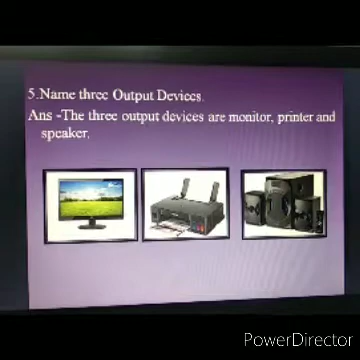 5.Name three Output Devices.
Ans -The three output devices are monitor, printer and
speaker.
PowerDirector